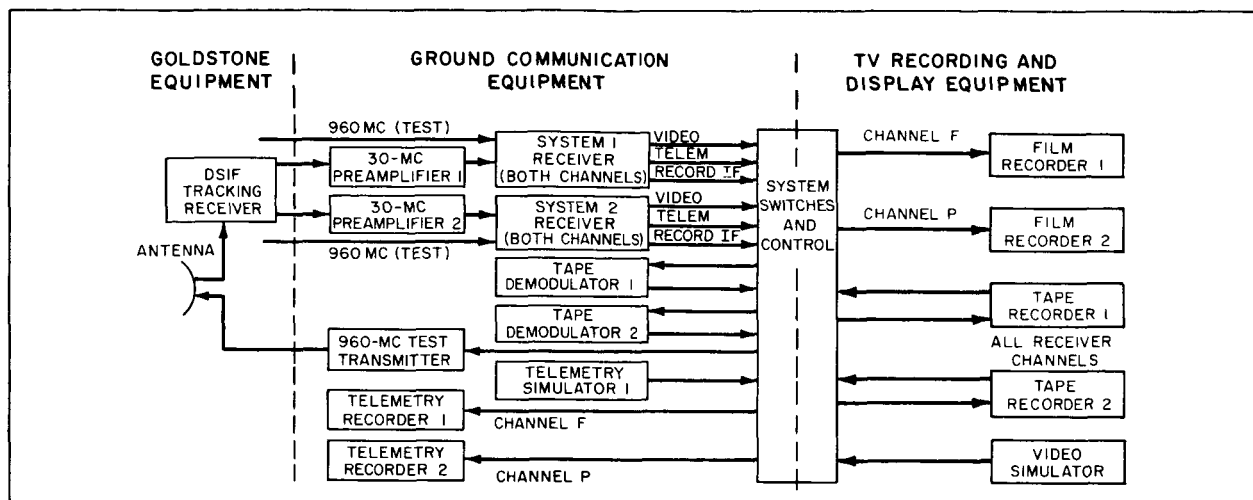 GOLDSTONE
EQUIPMENT
GROUND COMMUNICATION
EQUIPMENT
TV RECORDING AND
DISPLAY EQUIPMENT
960 MC (TEST)
30-MC
PREAMPLIFIER 1
SYSTEM 1
RECEIVER
(BOTH CHANNELS)
VIDEO
TELEM
RECORD IF
DSIF
TRACKING
RECEIVER
30-MC
PREAMPLIFIER 2
SYSTEM 2
RECEIVER
(BOTH CHANNELS)
VIDEO
TELEM
RECORD IF
960 MC (TEST)
ANTENNA
TAPE
DEMODULATOR 1
TAPE
DEMODULATOR 2
960-MC TEST
TRANSMITTER
TELEMETRY
SIMULATOR 1
TELEMETRY
RECORDER 1
CHANNEL F
TELEMETRY
RECORDER 2
CHANNEL P
SYSTEM
SWITCHES
AND
CONTROL
CHANNEL F
FILM
RECORDER 1
CHANNEL P
FILM
RECORDER 2
TAPE
RECORDER 1
ALL RECEIVER
CHANNELS
TAPE
RECORDER 2
VIDEO
SIMULATOR